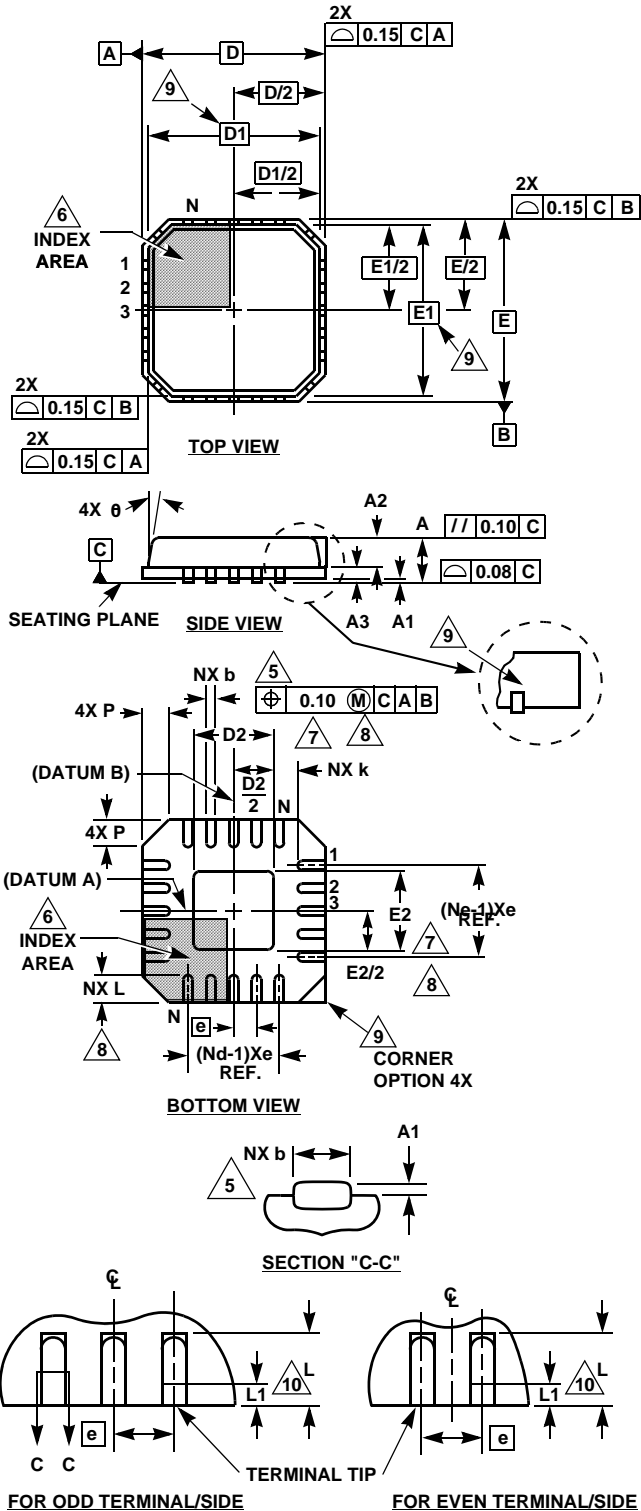 2X
A
D
⌓ 0.15 C A
9
D/2
D1
D1/2
2X
⌓ 0.15 C B
6
INDEX
AREA
N
1
2
3
E1/2
E/2
E1
E
9
2X
⌓ 0.15 C B
2X
⌓ 0.15 C A
B
TOP VIEW
4X θ
A2
A
// 0.10 C
C
⌓ 0.08 C
SEATING PLANE
SIDE VIEW
A3
A1
9
NX b
5
4X P
⌖ 0.10 Ⓜ C A B
D2
7
8
(DATUM B)
D2
2
N
NX k
4X P
1
(DATUM A)
2
3
6
INDEX
AREA
E2
(Ne-1)Xe
REF.
7
E2/2
8
NX L
8
N
e
(Nd-1)Xe
REF.
9
CORNER
OPTION 4X
BOTTOM VIEW
NX b
A1
5
SECTION "C-C"
℄
℄
L
10
L1
L
10
L1
e
e
C C
TERMINAL TIP
FOR ODD TERMINAL/SIDE
FOR EVEN TERMINAL/SIDE